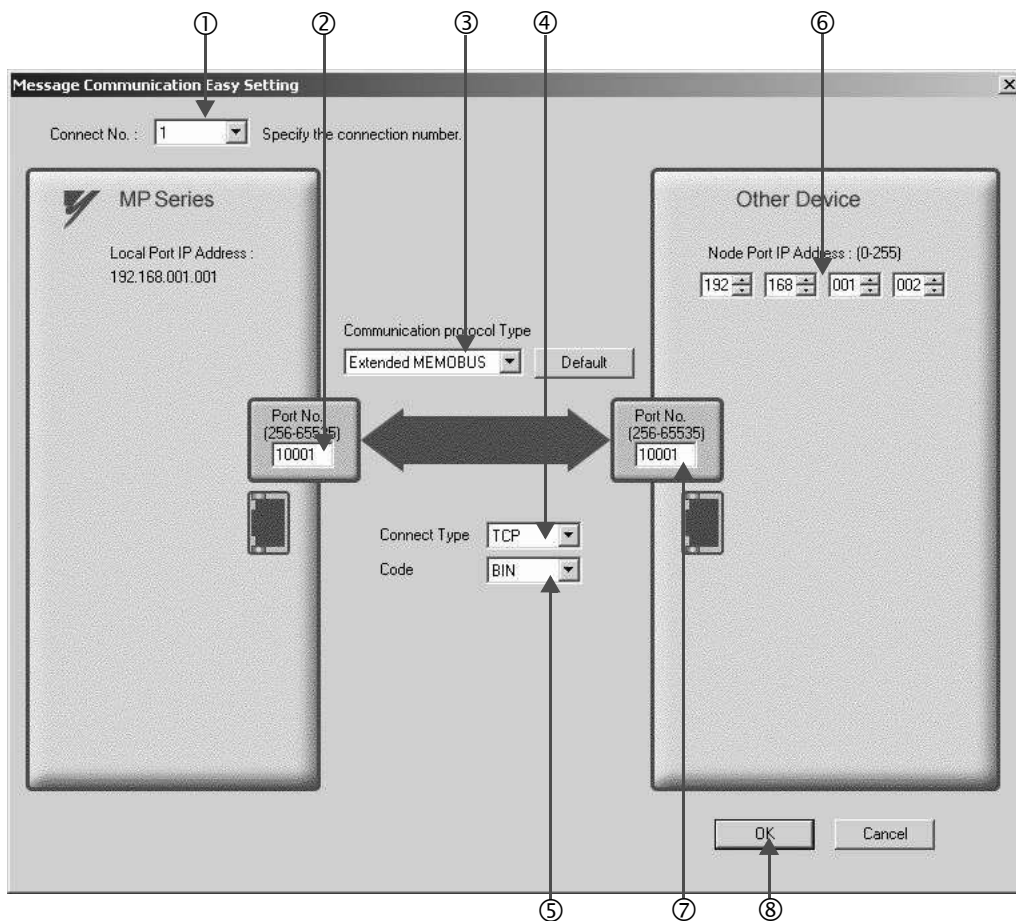 ① ② ③ ④ ⑥
Message Communication Easy Setting
Connect No. : 1 Specify the connection number.
MP Series
Local Port IP Address :
192.168.001.001
Other Device
Node Port IP Address : (0-255)
192 168 001 002
Communication protocol Type
Extended MEMOBUS Default
Port No.
(256-65535)
10001
Port No.
(256-65535)
10001
Connect Type TCP
Code BIN
OK Cancel
⑤ ⑦ ⑧